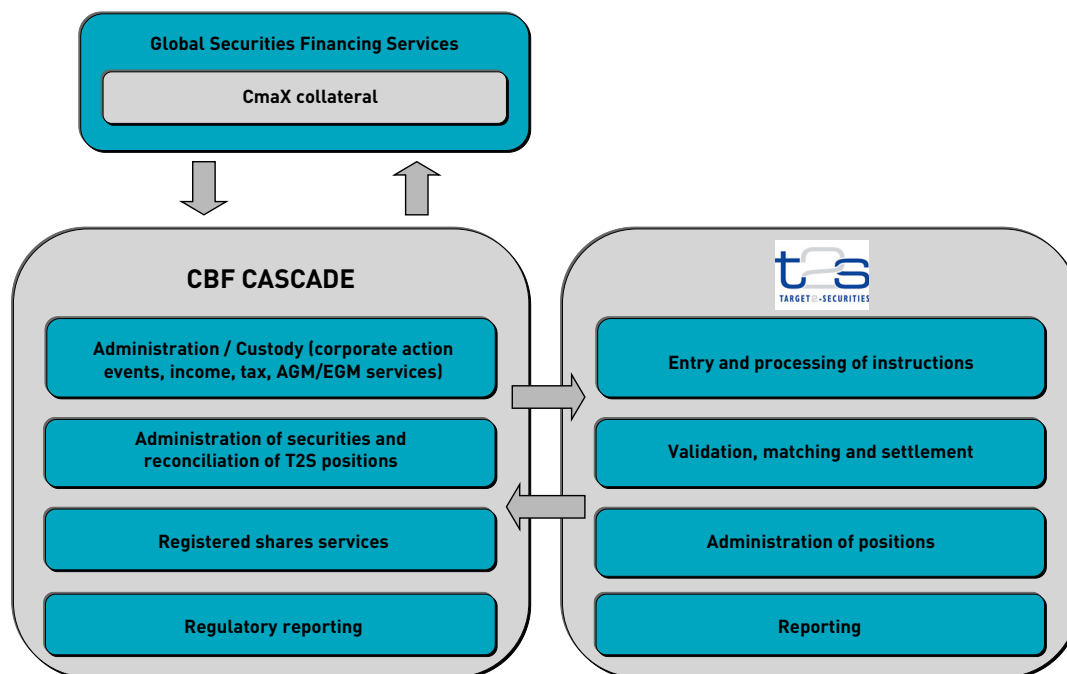 Global Securities Financing Services
CmaX collateral
CBF CASCADE
Administration / Custody (corporate action
events, income, tax, AGM/EGM services)
Administration of securities and
reconciliation of T2S positions
Registered shares services
Regulatory reporting
t2s
TARGET2-SECURITIES
Entry and processing of instructions
Validation, matching and settlement
Administration of positions
Reporting